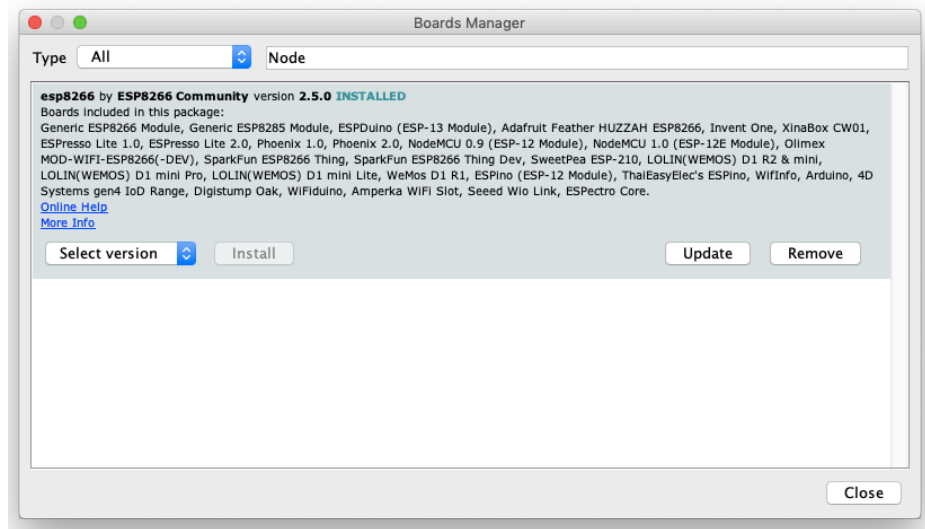 Boards Manager
Type All Node
esp8266 by ESP8266 Community version 2.5.0 INSTALLED
Boards included in this package:
Generic ESP8266 Module, Generic ESP8285 Module, ESPDuino (ESP-13 Module), Adafruit Feather HUZZAH ESP8266, Invent One, XinaBox CW01,
ESPresso Lite 1.0, ESPresso Lite 2.0, Phoenix 1.0, Phoenix 2.0, NodeMCU 0.9 (ESP-12 Module), NodeMCU 1.0 (ESP-12E Module), Olimex
MOD-WIFI-ESP8266(-DEV), SparkFun ESP8266 Thing, SparkFun ESP8266 Thing Dev, SweetPea ESP-210, LOLIN(WEMOS) D1 R2 & mini,
LOLIN(WEMOS) D1 mini Pro, LOLIN(WEMOS) D1 mini Lite, WeMos D1 R1, ESPino (ESP-12 Module), ThaiEasyElec's ESPino, WifInfo, Arduino, 4D
Systems gen4 IoD Range, Digistump Oak, WiFiduino, Amperka WiFi Slot, Seeed Wio Link, ESPectro Core.
Online Help
More Info
Select version Install Update Remove
Close